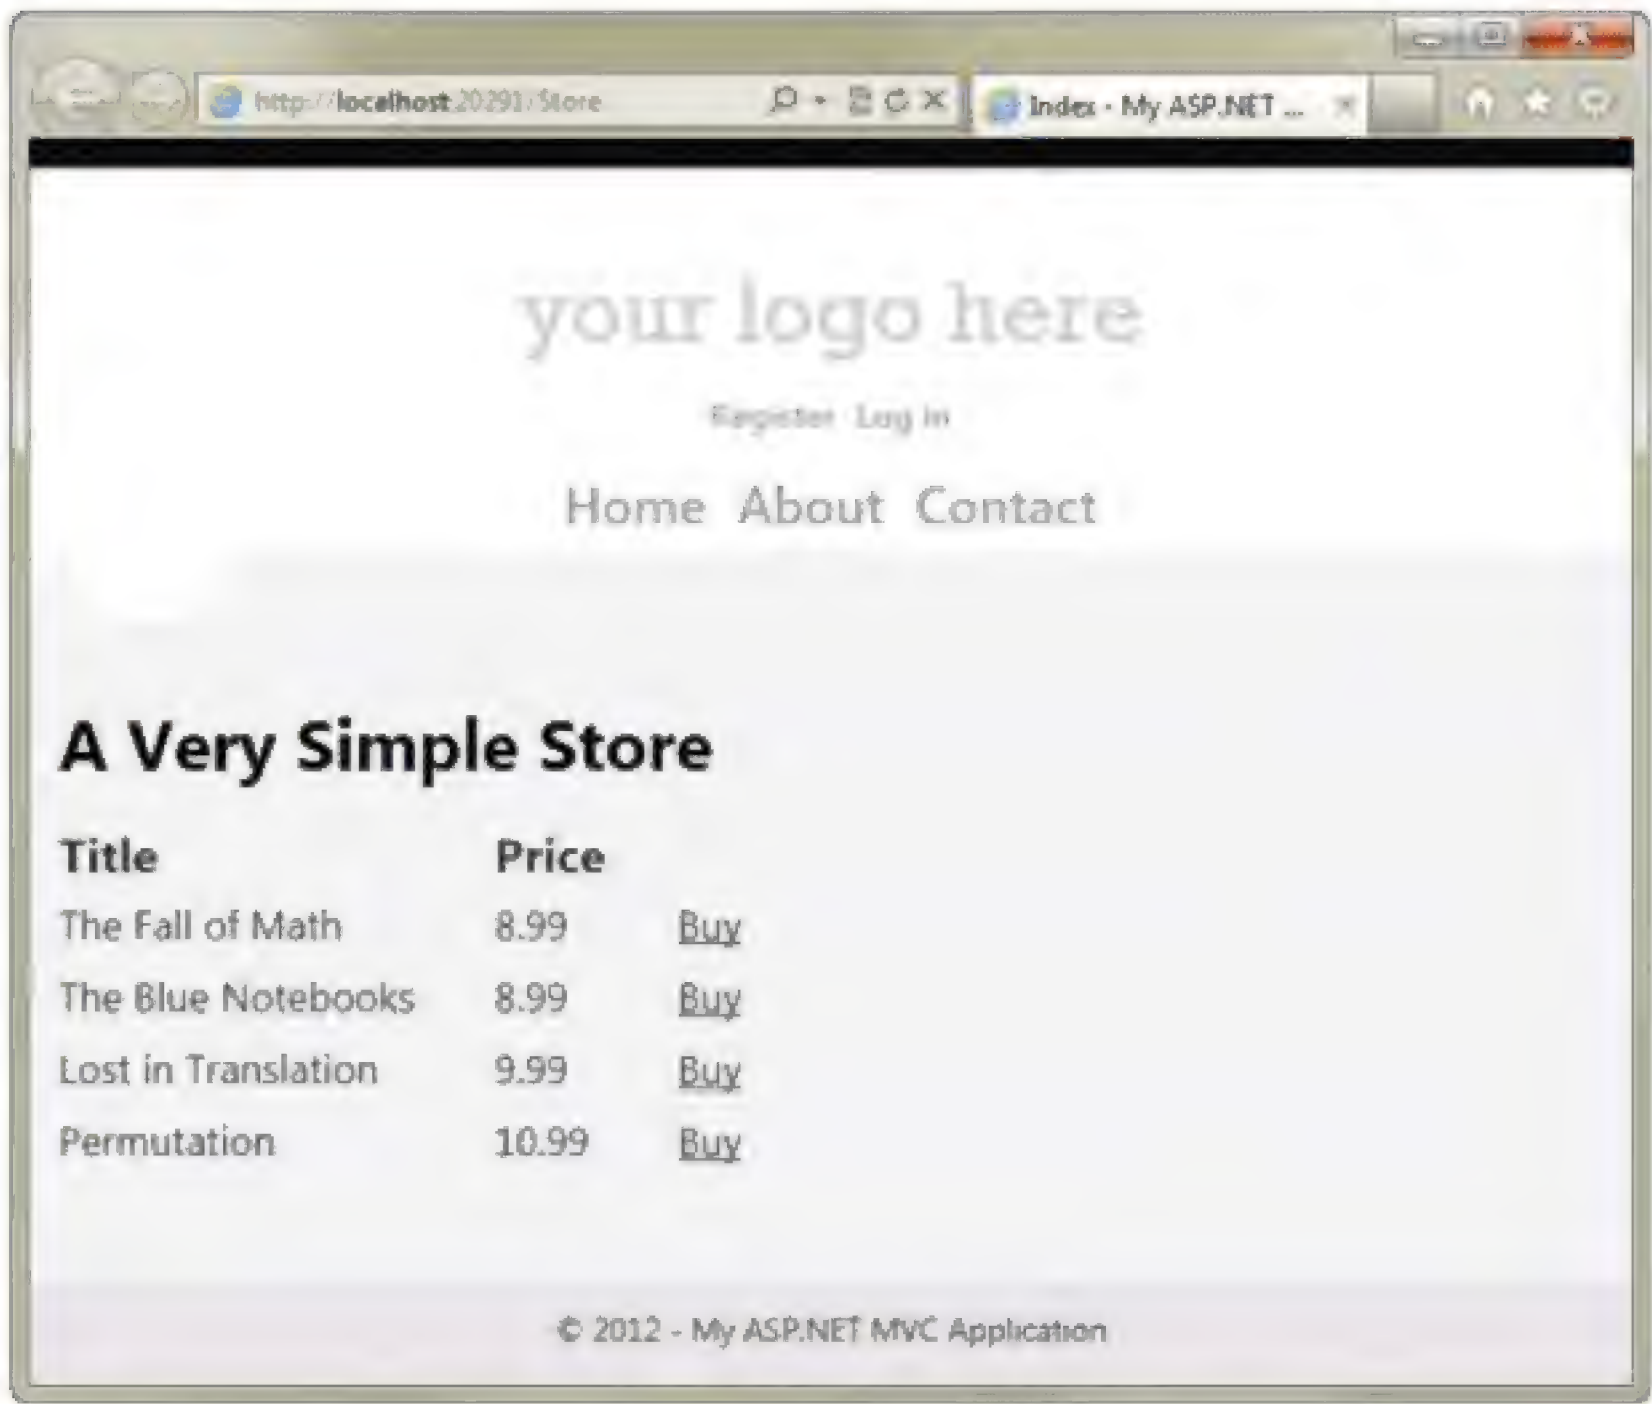 http://localhost:20291/Store
Index - My ASP.NET ...
your logo here
Register Log in
Home About Contact
A Very Simple Store
Title Price
The Fall of Math 8.99 Buy
The Blue Notebooks 8.99 Buy
Lost in Translation 9.99 Buy
Permutation 10.99 Buy
© 2012 - My ASP.NET MVC Application